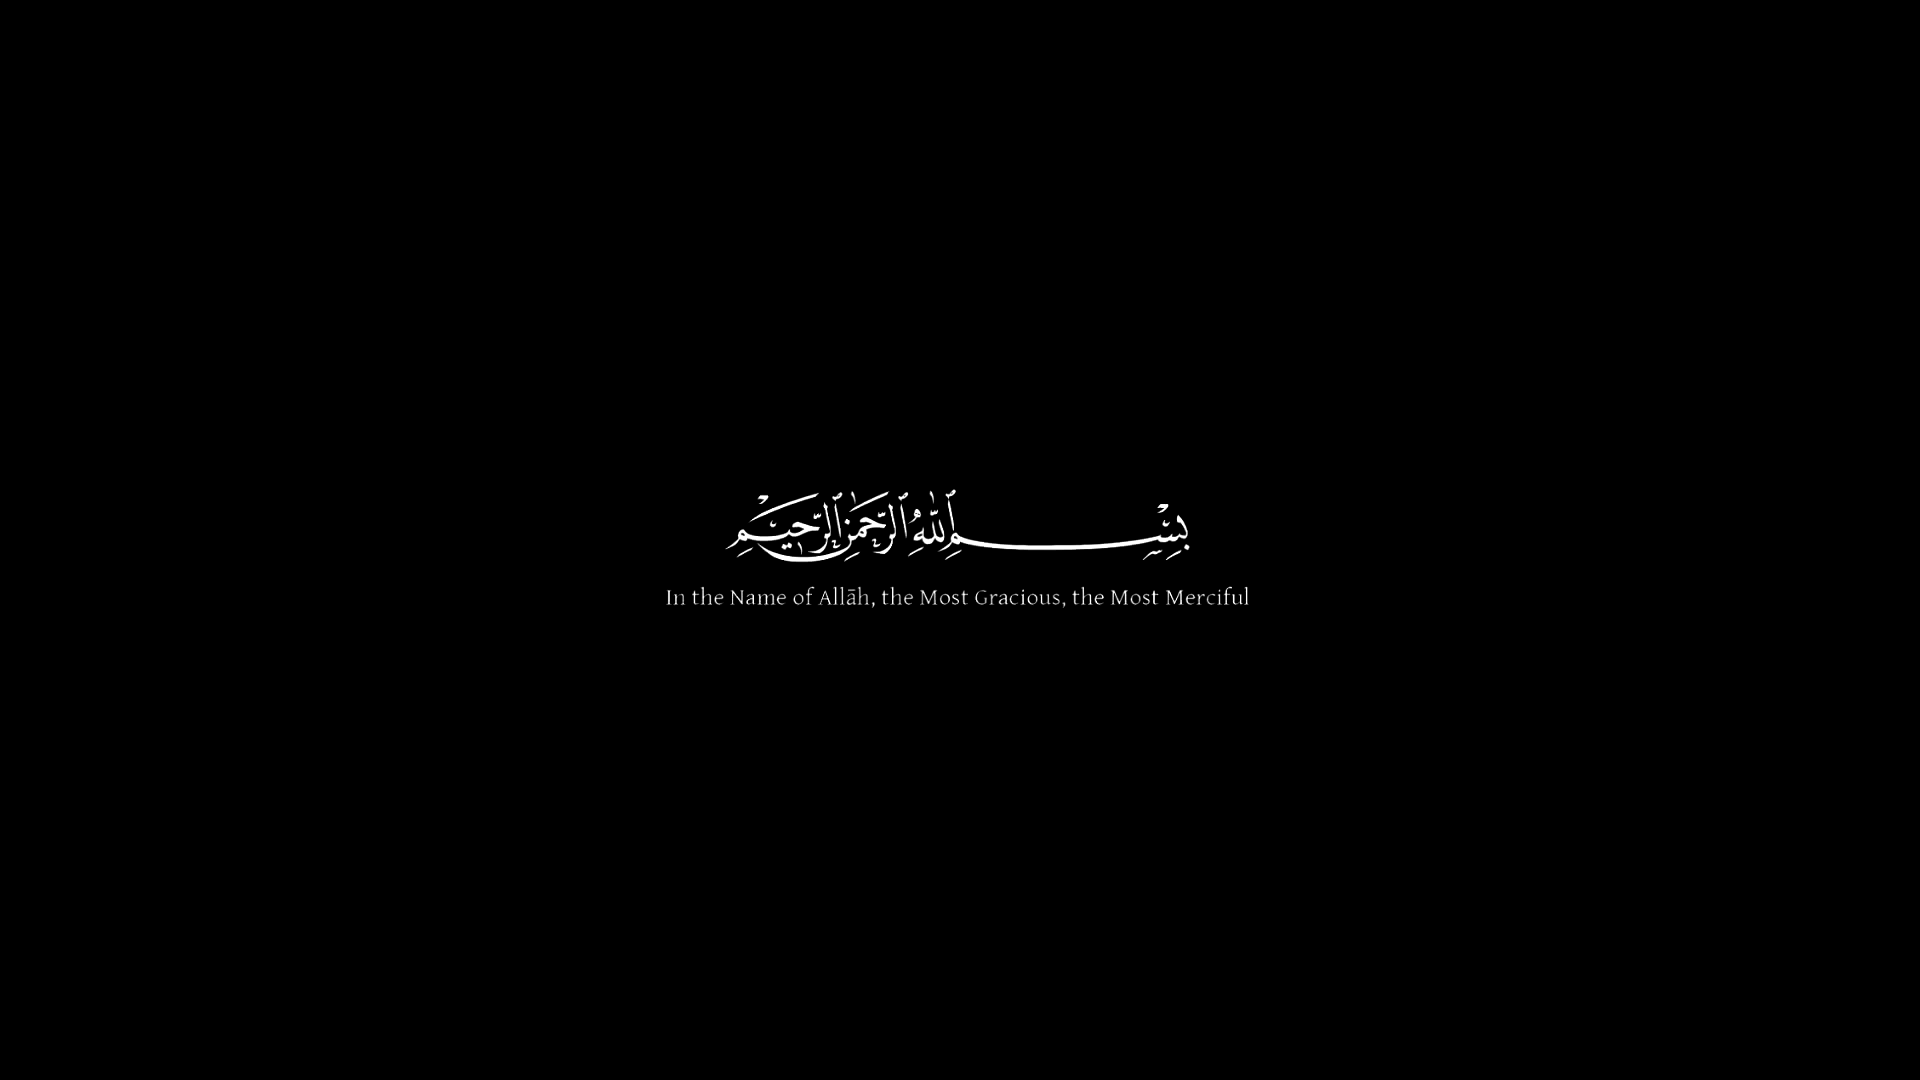 بِسْمِ ٱللَّهِ ٱلرَّحْمَٰنِ ٱلرَّحِيمِ
In the Name of Allāh, the Most Gracious, the Most Merciful